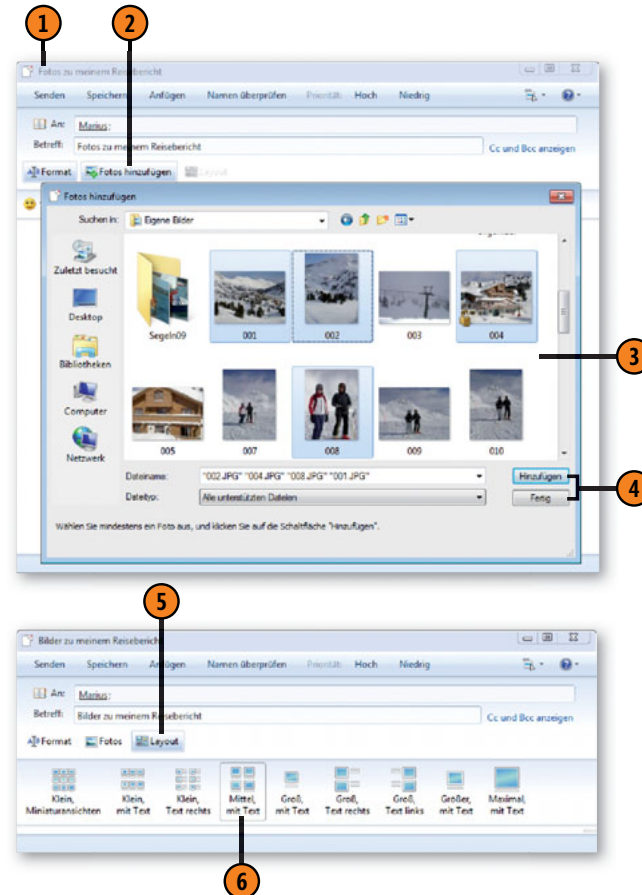 1 2
Fotos zu meinem Reisebericht
Senden Speichern Anfügen Namen überprüfen Priorität: Hoch Niedrig
An: Marius;
Betreff: Fotos zu meinem Reisebericht Cc und Bcc anzeigen
Format Fotos hinzufügen Layout
Fotos hinzufügen
Suchen in: Eigene Bilder
Zuletzt besucht
Desktop
Bibliotheken
Computer
Netzwerk
Segeln09 001 002 003 004
3
005 007 008 009 010
Dateiname: "002.JPG" "004.JPG" "008.JPG" "001.JPG" Hinzufügen
4
Dateityp: Alle unterstützten Dateien Fertig
Wählen Sie mindestens ein Foto aus, und klicken Sie auf die Schaltfläche "Hinzufügen".
5
Bilder zu meinem Reisebericht
Senden Speichern Anfügen Namen überprüfen Priorität: Hoch Niedrig
An: Marius;
Betreff: Bilder zu meinem Reisebericht Cc und Bcc anzeigen
Format Fotos Layout
Klein, Klein, Klein, Mittel, Groß, Groß, Groß, Größer, Maximal,
Miniaturansichten mit Text Text rechts mit Text mit Text Text rechts Text links mit Text mit Text
6